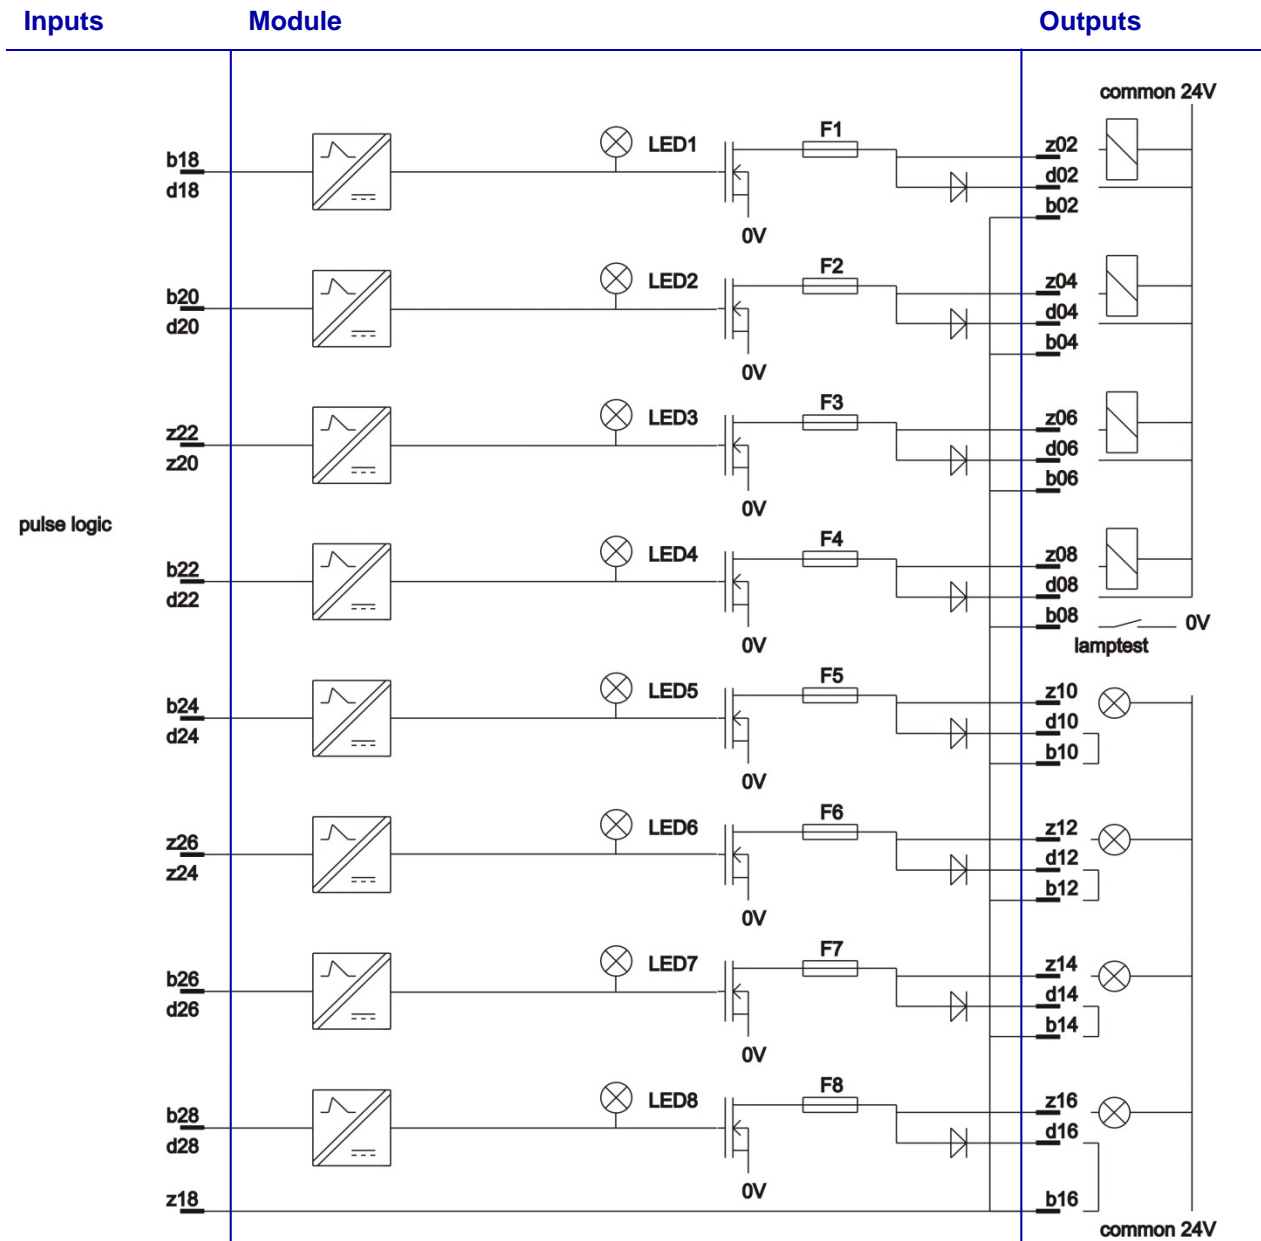 Inputs Module Outputs
common 24V
b18 LED1 F1 z02
d18 d02
0V b02
b20 LED2 F2 z04
d20 d04
0V b04
z22 LED3 F3 z06
z20 d06
0V b06
pulse logic
b22 LED4 F4 z08
d22 d08
0V b08 0V
lamptest
b24 LED5 F5 z10
d24 d10
0V b10
z26 LED6 F6 z12
z24 d12
0V b12
b26 LED7 F7 z14
d26 d14
0V b14
b28 LED8 F8 z16
d28 d16
z18 0V b16
common 24V